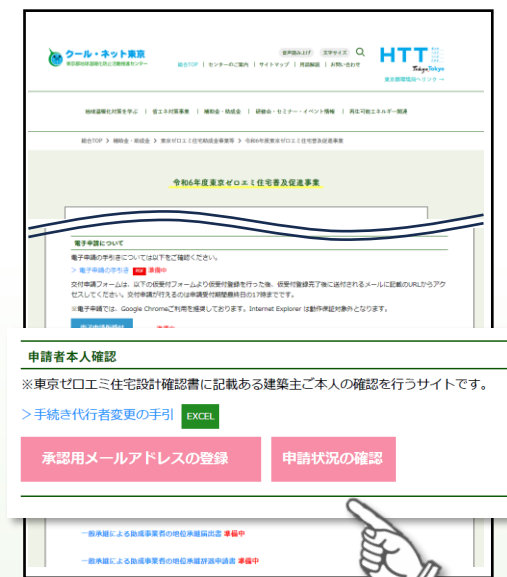 クール・ネット東京
東京都地球温暖化防止活動推進センター
音声読み上げ 文字サイズ
総合TOP | センターのご案内 | サイトマップ | 用語解説 | お問い合わせ
HTT
TokyoTokyo
東京都環境局へリンク→
地球温暖化対策を学ぶ | 省エネ対策事業 | 補助金・助成金 | 研修会・セミナー・イベント情報 | 再生可能エネルギー関連
総合TOP > 補助金・助成金 > 東京ゼロエミ住宅助成金事業等 > 令和6年度東京ゼロエミ住宅普及促進事業
令和6年度東京ゼロエミ住宅普及促進事業
電子申請について
電子申請の手引きについては以下をご確認ください。
> 電子申請の手引き PDF 準備中
交付申請フォームは、以下の仮受付フォームより仮受付登録を行った後、仮受付登録完了後に送付されるメールに記載のURLからアク
セスしてください。交付申請が行えるのは申請受付期間最終日の17時までです。
※電子申請では、Google Chromeご利用を推奨しております。Internet Explorer は動作保証対象外となります。
申請者本人確認
※東京ゼロエミ住宅設計確認書に記載ある建築主ご本人の確認を行うサイトです。
>手続き代行者変更の手引 EXCEL
承認用メールアドレスの登録 申請状況の確認
一般承継による助成事業者の地位承継届出書 準備中
一般承継による助成事業者の地位承継辞退申請書 準備中